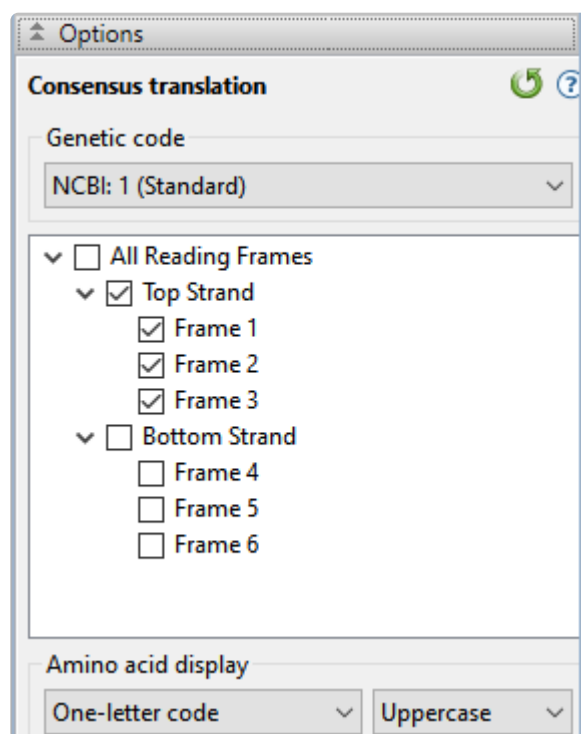 Options
Consensus translation
Genetic code
NCBI: 1 (Standard)
All Reading Frames
Top Strand
Frame 1
Frame 2
Frame 3
Bottom Strand
Frame 4
Frame 5
Frame 6
Amino acid display
One-letter code Uppercase